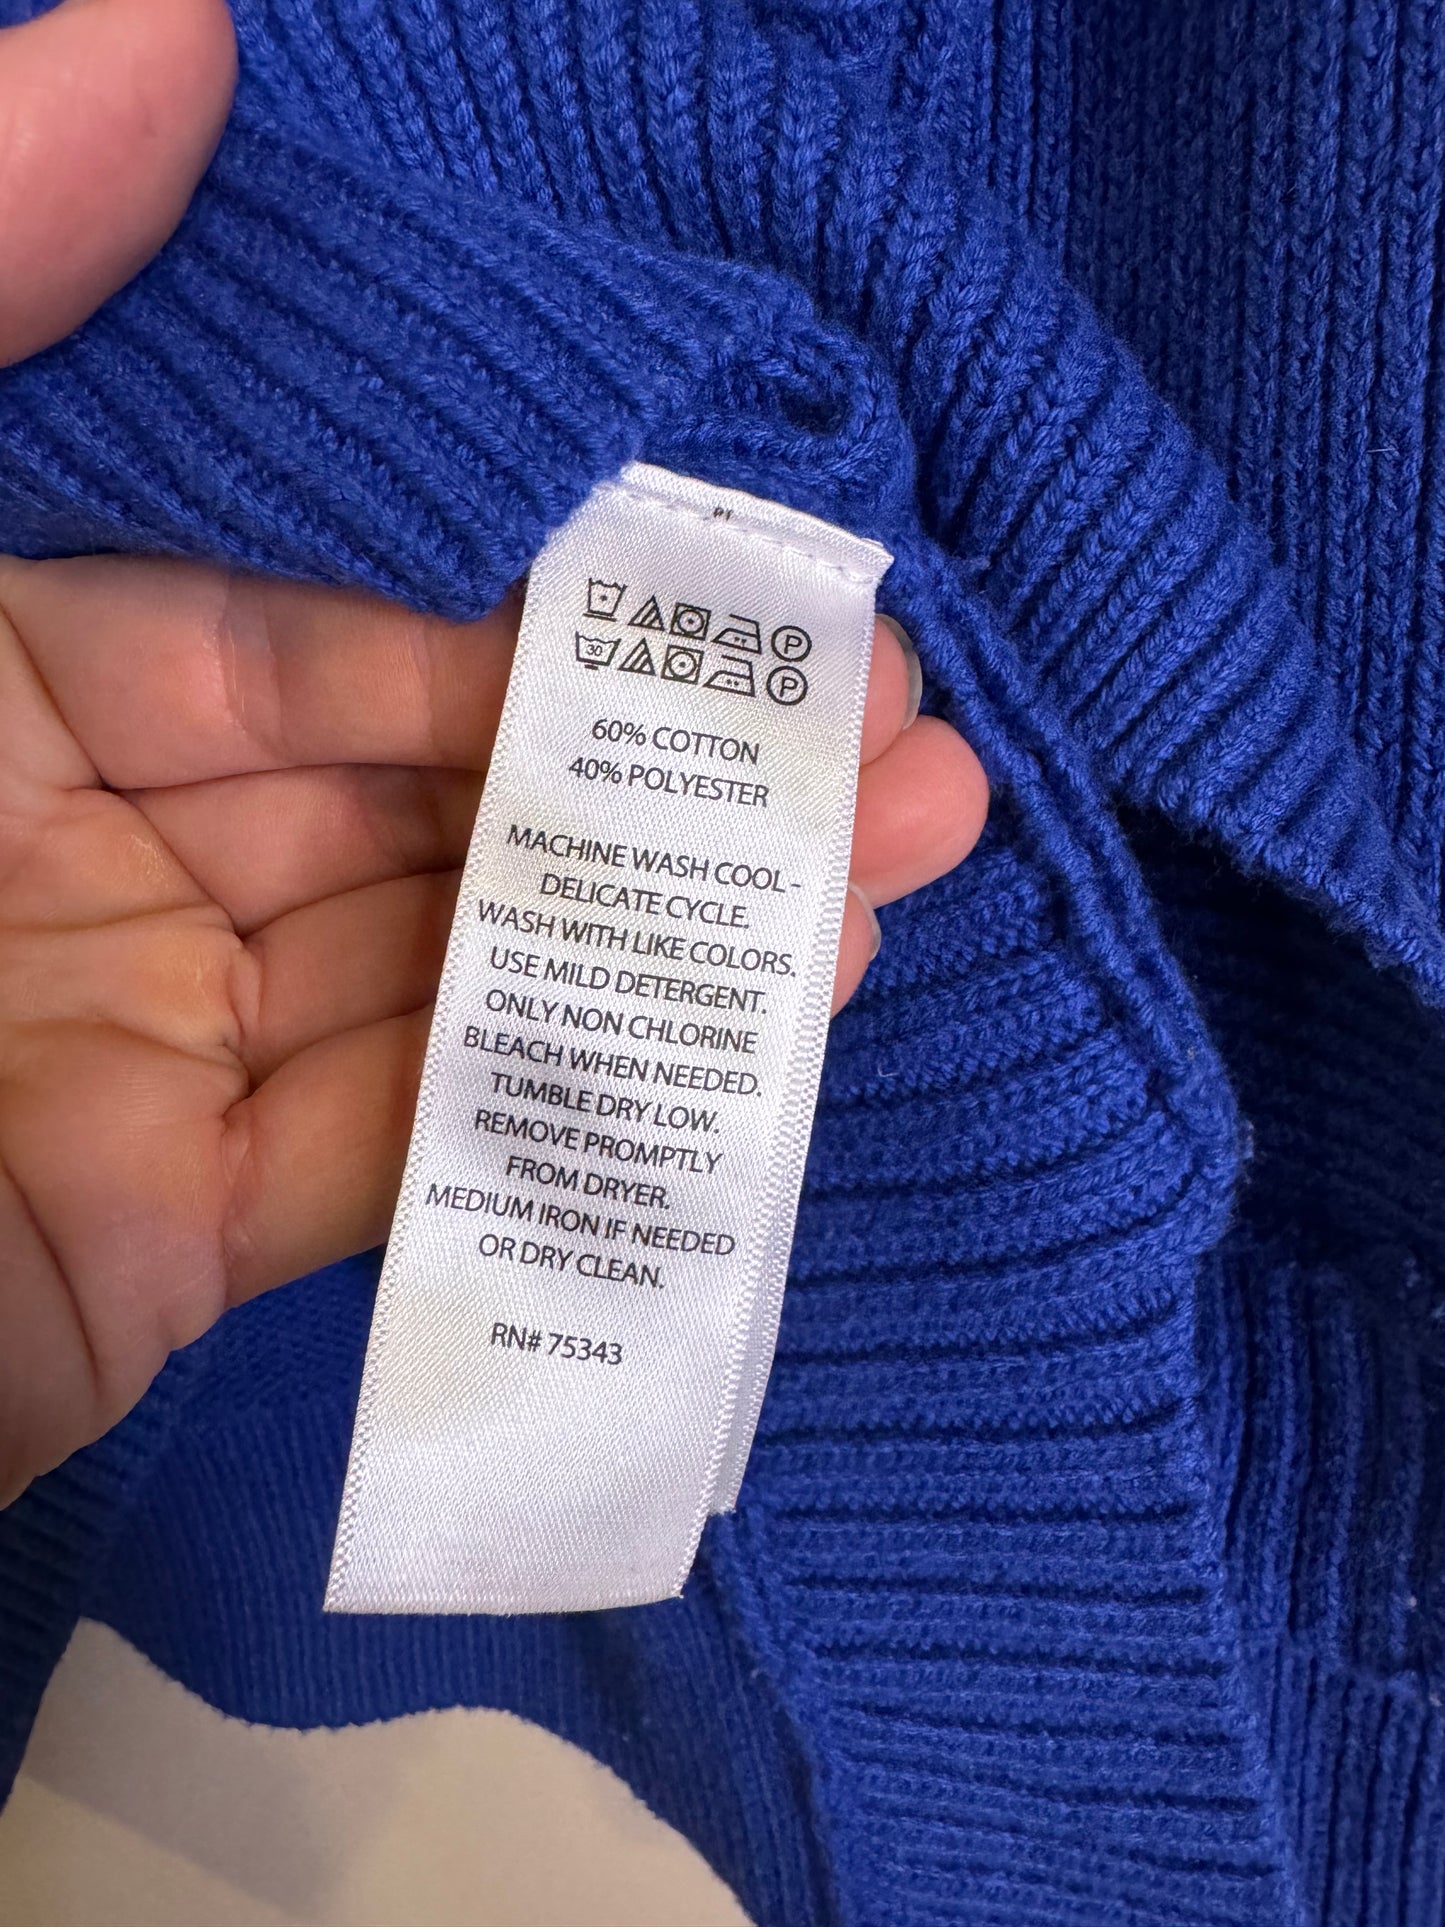 30
P
P
60% COTTON
40% POLYESTER
MACHINE WASH COOL -
DELICATE CYCLE.
WASH WITH LIKE COLORS.
USE MILD DETERGENT.
ONLY NON CHLORINE
BLEACH WHEN NEEDED.
TUMBLE DRY LOW.
REMOVE PROMPTLY
FROM DRYER.
MEDIUM IRON IF NEEDED
OR DRY CLEAN.
RN# 75343